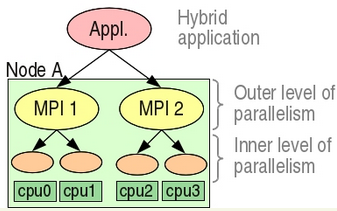 Appl.
Hybrid
application
Node A
MPI 1
MPI 2
Outer level of
parallelism
Inner level of
parallelism
cpu0
cpu1
cpu2
cpu3